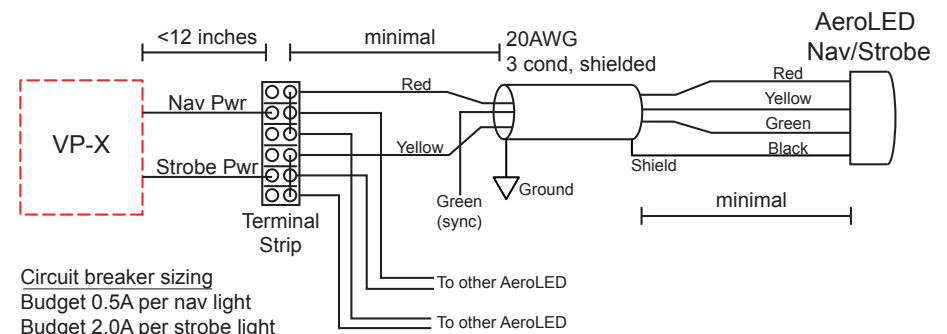 <12 inches
minimal
20AWG
3 cond, shielded
AeroLED
Nav/Strobe
Red
Red
Nav Pwr
Yellow
VP-X
Green
Yellow
Black
Strobe Pwr
Shield
Ground
Green
(sync)
minimal
Terminal
Strip
Circuit breaker sizing
To other AeroLED
Budget 0.5A per nav light
Budget 2.0A per strobe light
To other AeroLED